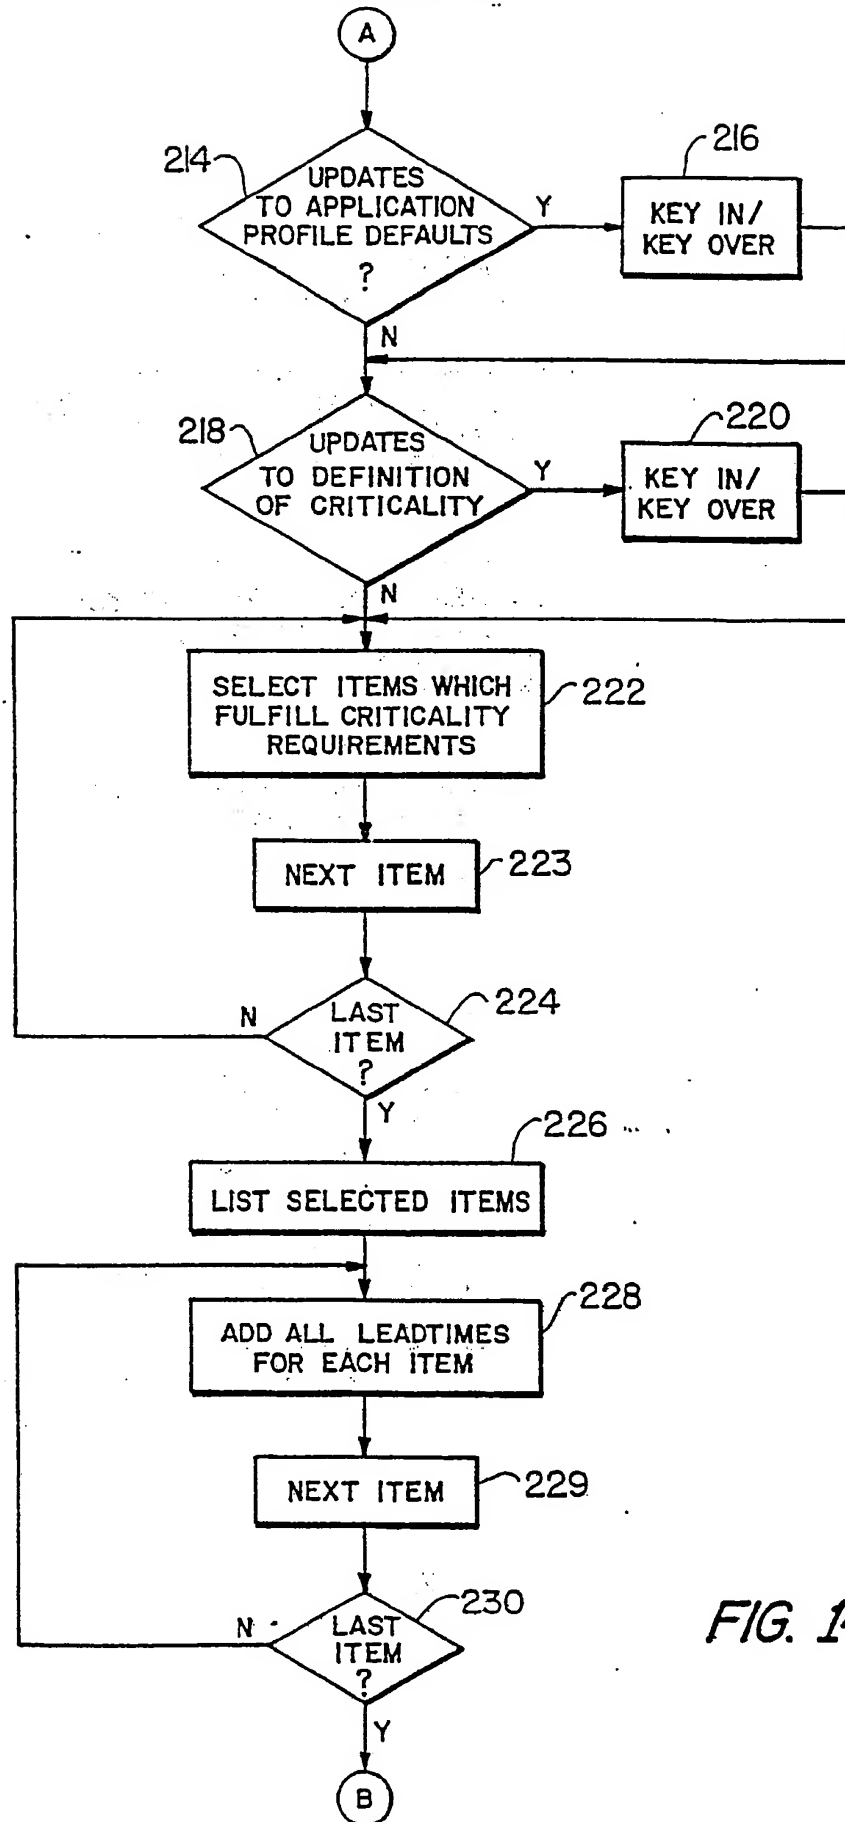 A
214
UPDATES
TO APPLICATION
PROFILE DEFAULTS
?
Y
216
KEY IN/
KEY OVER
N
218
UPDATES
TO DEFINITION
OF CRITICALITY
Y
220
KEY IN/
KEY OVER
N
SELECT ITEMS WHICH
FULFILL CRITICALITY
REQUIREMENTS
222
NEXT ITEM
223
N
LAST
ITEM
?
224
Y
226
LIST SELECTED ITEMS
228
ADD ALL LEADTIMES
FOR EACH ITEM
NEXT ITEM
229
N
LAST
ITEM
?
230
Y
B
FIG.